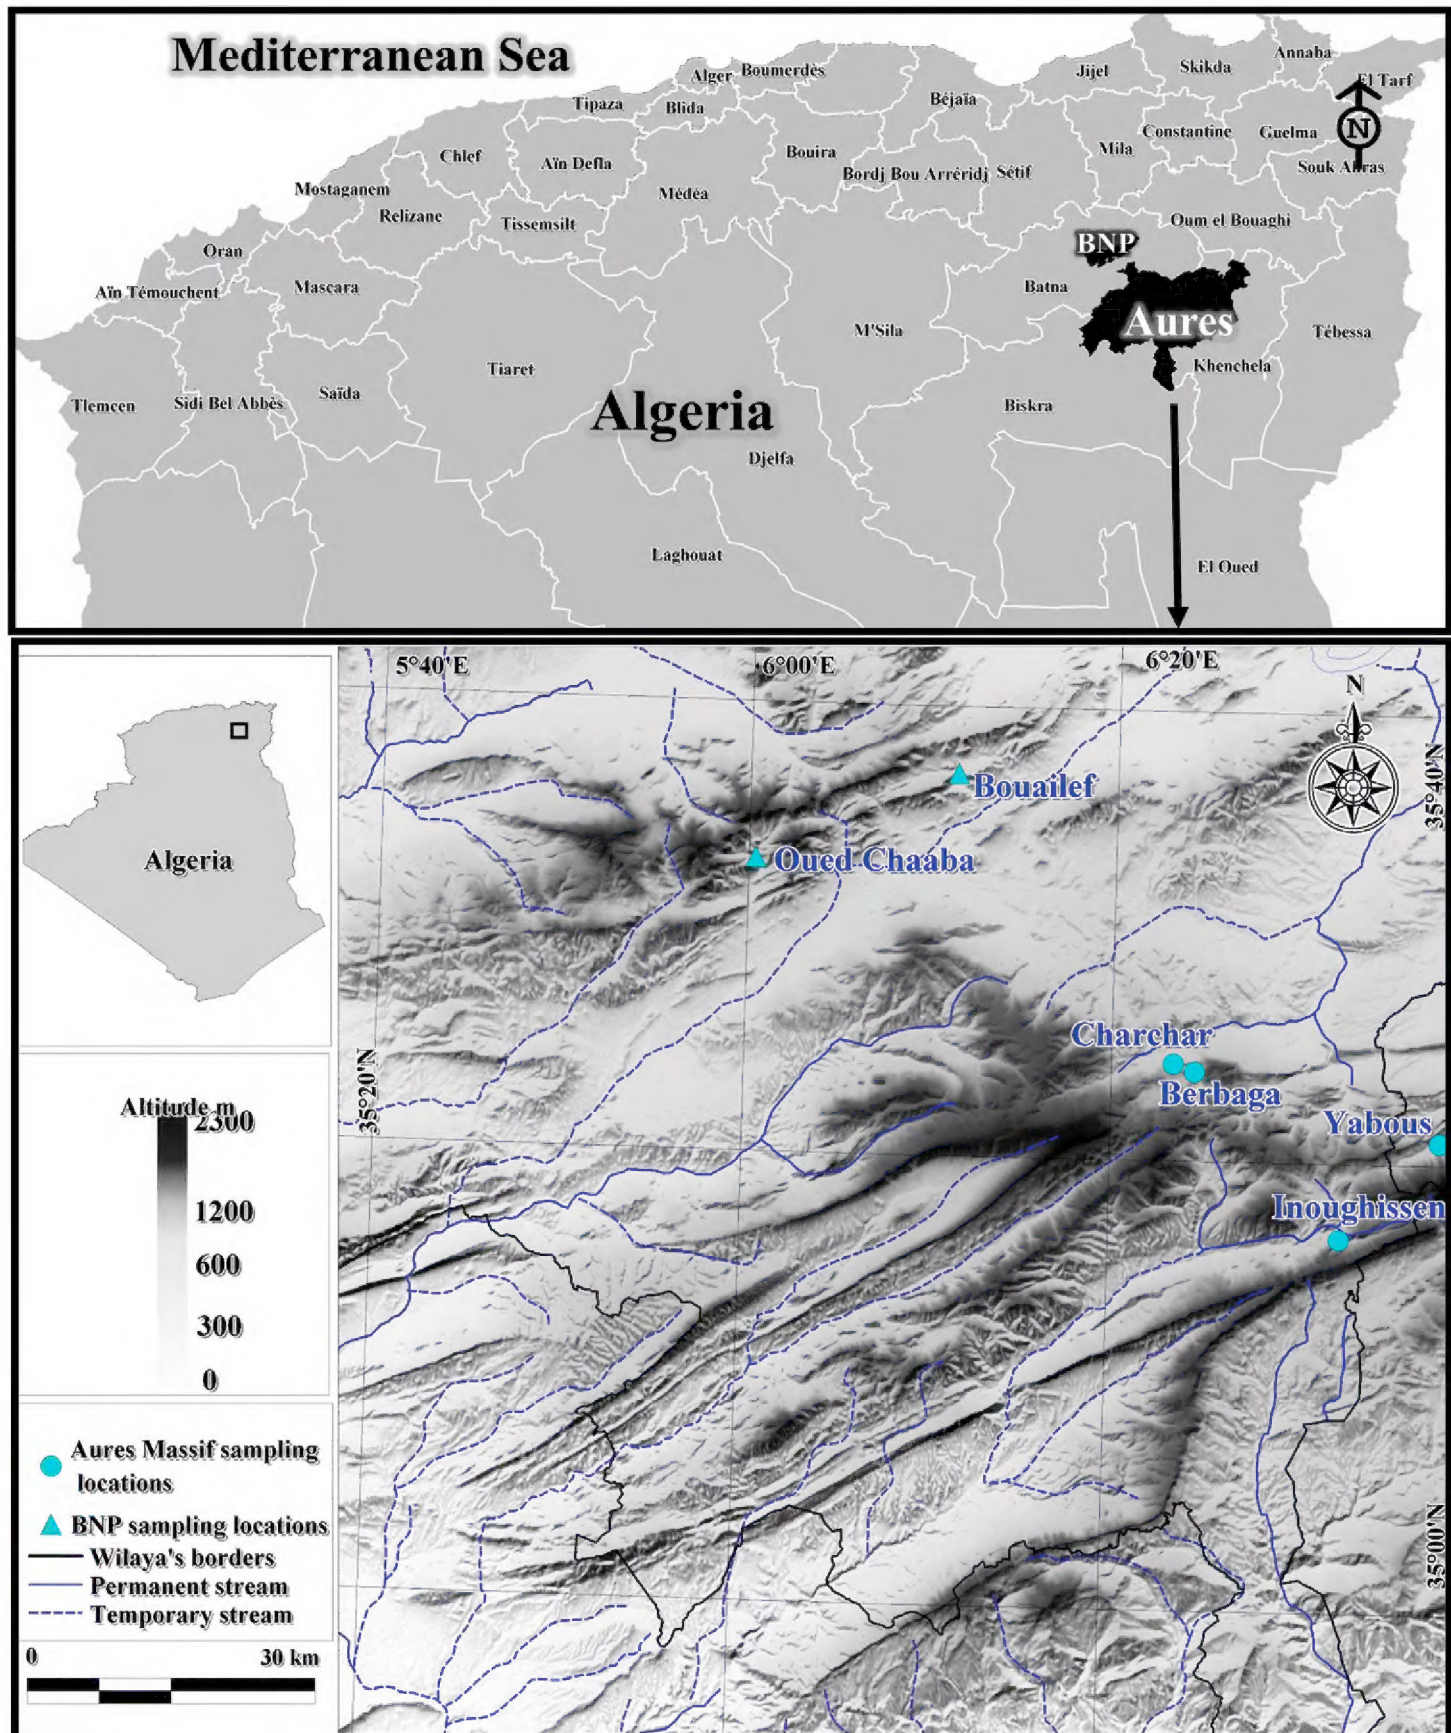 Mediterranean Sea
Annaba
Skikda
Jijel
Alger
Boumerdès
El Tarf
Tipaza
Blida
Béjaïa
Constantine
Guelma
N
Chlef
Aïn Defla
Bouira
Mila
Souk Ahras
Bordj Bou Arréridj
Sétif
Mostaganem
Médéa
Relizane
Tissemsilt
Oum el Bouaghi
Oran
BNP
Aïn Témouchent
Mascara
Batna
Aures
M'Sila
Tébessa
Tiaret
Khenchela
Saïda
Tlemcen
Sidi Bel Abbès
Algeria
Biskra
Djelfa
Laghouat
El Oued
5°40'E
6°00'E
6°20'E
N
35°40'N
Bouailef
Oued Chaaba
Algeria
Charchar
Berbaga
35°20'N
Yabous
Inoughissen
Altitude m
2300
1200
600
300
0
Aures Massif sampling
locations
BNP sampling locations
Wilaya's borders
Permanent stream
Temporary stream
35°00'N
0
30 km